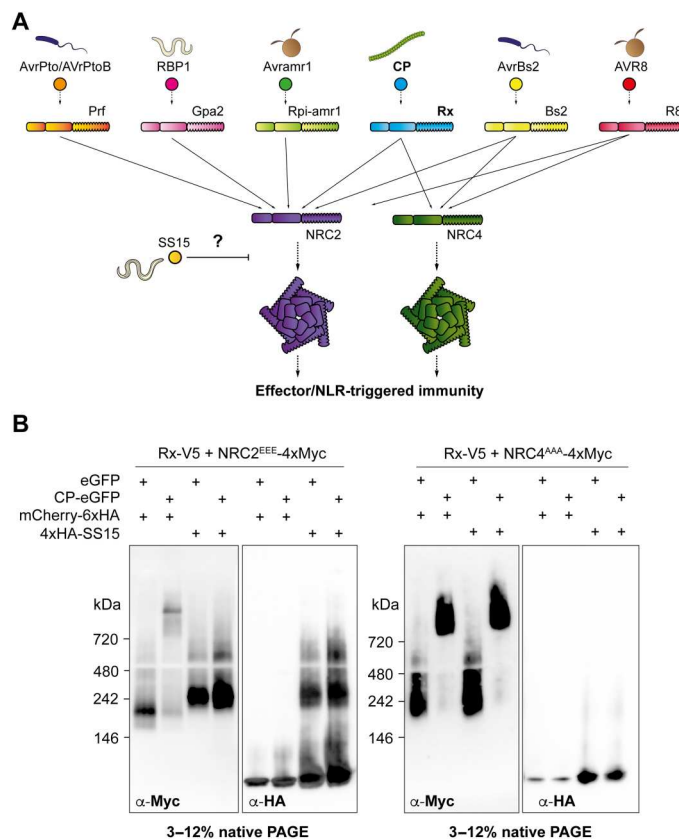 A
AvrPto/AVrPtoB RBP1 Avramr1 CP AvrBs2 AVR8
Prf Gpa2 Rpi-amr1 Rx Bs2 R8
NRC2 NRC4
SS15 ?
Effector/NLR-triggered immunity
B
Rx-V5 + NRC2EEE-4xMyc Rx-V5 + NRC4AAA-4xMyc
eGFP + + + + + + + +
CP-eGFP + + + + + + + +
mCherry-6xHA + + + + + + + +
4xHA-SS15 + + + + + + + +
kDa kDa
720 720
480 480
242 242
146 146
α-Myc α-HA α-Myc α-HA
3–12% native PAGE 3–12% native PAGE